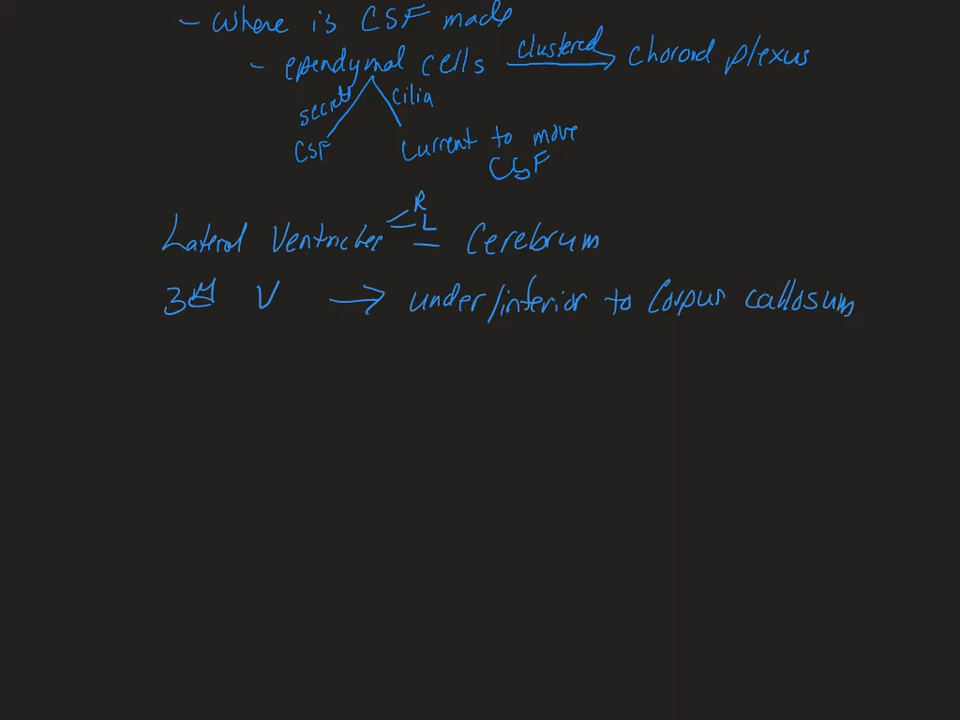 - Where is CSF made
- ependymal cells clustered → choroid plexus
secrete cilia
CSF Current to move
CSF
R
L
Lateral Ventricles - Cerebrum
3rd V → under/inferior to Corpus callosum